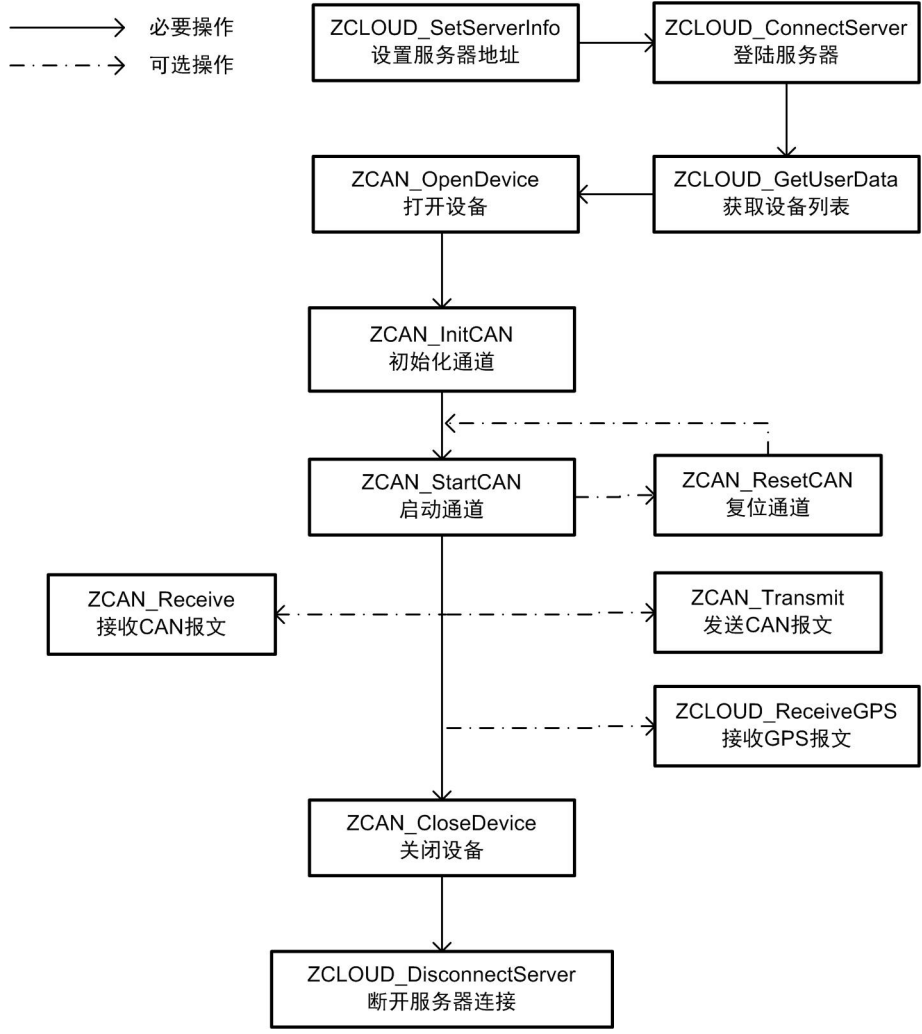 必要操作
可选操作
ZCLOUD_SetServerInfo
设置服务器地址
ZCLOUD_ConnectServer
登陆服务器
ZCAN_OpenDevice
打开设备
ZCLOUD_GetUserData
获取设备列表
ZCAN_InitCAN
初始化通道
ZCAN_StartCAN
启动通道
ZCAN_ResetCAN
复位通道
ZCAN_Receive
接收CAN报文
ZCAN_Transmit
发送CAN报文
ZCLOUD_ReceiveGPS
接收GPS报文
ZCAN_CloseDevice
关闭设备
ZCLOUD_DisconnectServer
断开服务器连接